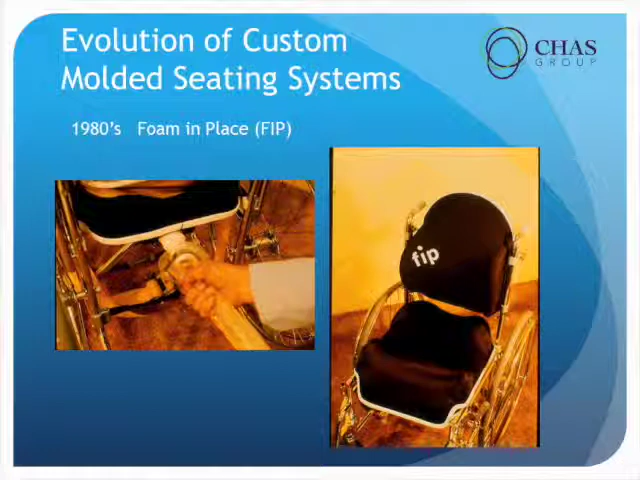 Evolution of Custom
Molded Seating Systems
CHAS
GROUP
1980's Foam in Place (FIP)
fip